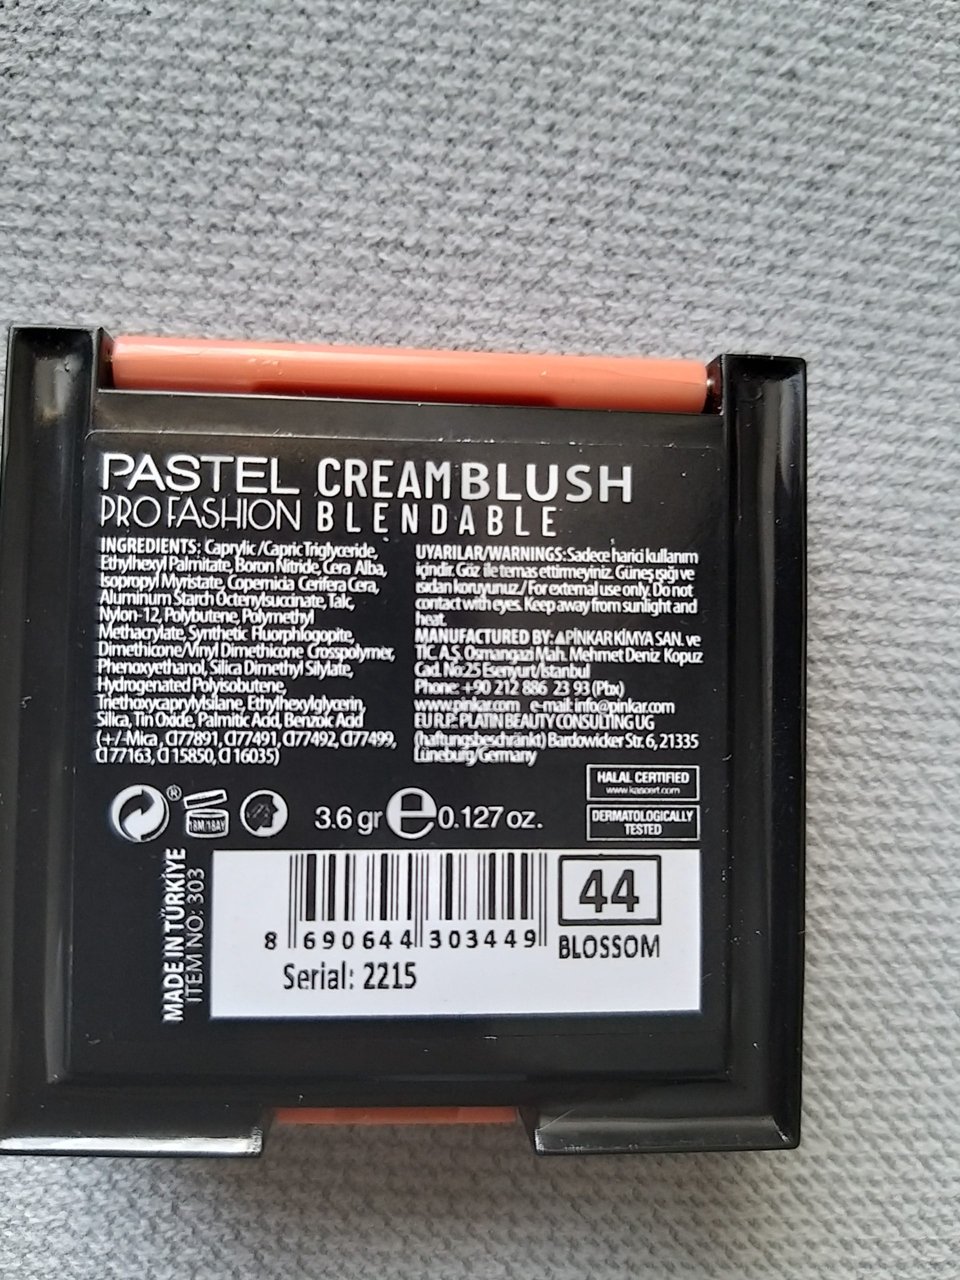 PASTEL
PRO FASHION
CREAM BLUSH
BLENDABLE
INGREDIENTS: Caprylic /Capric Triglyceride,
Ethylhexyl Palmitate, Boron Nitride, Cera Alba,
Isopropyl Myristate, Copernicia Cerifera Cera,
Aluminum Starch Octenylsuccinate, Talc,
Nylon-12, Polybutene, Polymethyl
Methacrylate, Synthetic Fluorphlogopite,
Dimethicone/Vinyl Dimethicone Crosspolymer,
Phenoxyethanol, Silica Dimethyl Silylate,
Hydrogenated Polyisobutene,
Triethoxycaprylylsilane, Ethylhexylglycerin,
Silica, Tin Oxide, Palmitic Acid, Benzoic Acid
(+/-Mica, CI77891, CI77491, CI77492, CI77499,
CI 77163, CI 15850, CI 16035)
UYARILAR/WARNINGS: Sadece harici kullanım
içindir. Göz ile temas ettirmeyiniz. Güneş ışığı ve
ısıdan koruyunuz./ For external use only. Do not
contact with eyes. Keep away from sunlight and
heat.
MANUFACTURED BY: PİNKAR KİMYA SAN. ve
TİC. A.Ş. Osmangazi Mah. Mehmet Deniz Kopuz
Cad. No:25 Esenyurt/İstanbul
Phone: +90 212 886 23 93 (Pbx)
www.pinkar.com e-mail: info@pinkar.com
EU R.P.: PLATIN BEAUTY CONSULTING UG
(haftungsbeschränkt) Bardowicker Str. 6, 21335
Lüneburg/Germany
HALAL CERTIFIED
www.kascert.com
DERMATOLOGICALLY
TESTED
®
18M/18AY
3.6 gr e 0.127 oz.
MADE IN TÜRKİYE
ITEM NO: 303
8 690644 303449
Serial: 2215
44
BLOSSOM